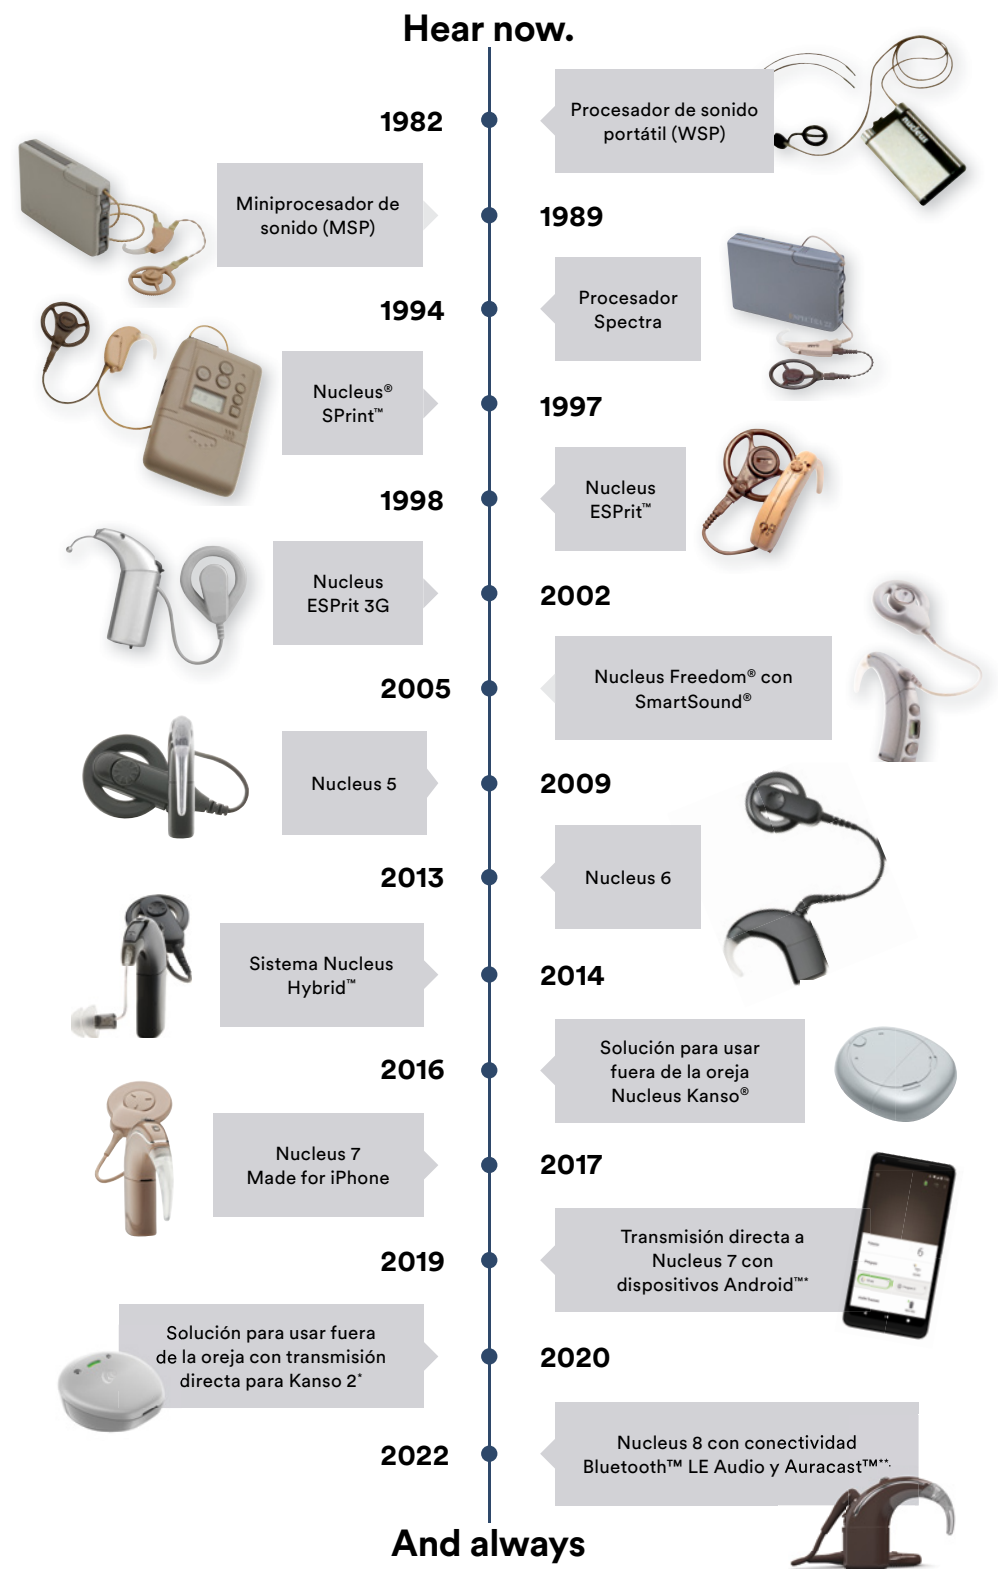 Hear now.
1982
Procesador de sonido
portátil (WSP)
Miniprocesador de
sonido (MSP)
1989
1994
Procesador
Spectra
Nucleus®
SPrint™
1997
1998
Nucleus
ESPrit™
Nucleus
ESPrit 3G
2002
2005
Nucleus Freedom® con
SmartSound®
Nucleus 5
2009
2013
Nucleus 6
Sistema Nucleus
Hybrid™
2014
2016
Solución para usar
fuera de la oreja
Nucleus Kanso®
Nucleus 7
Made for iPhone
2017
2019
Transmisión directa a
Nucleus 7 con
dispositivos Android™*
Solución para usar fuera
de la oreja con transmisión
directa para Kanso 2*
2020
2022
Nucleus 8 con conectividad
Bluetooth™ LE Audio y Auracast™**.
And always